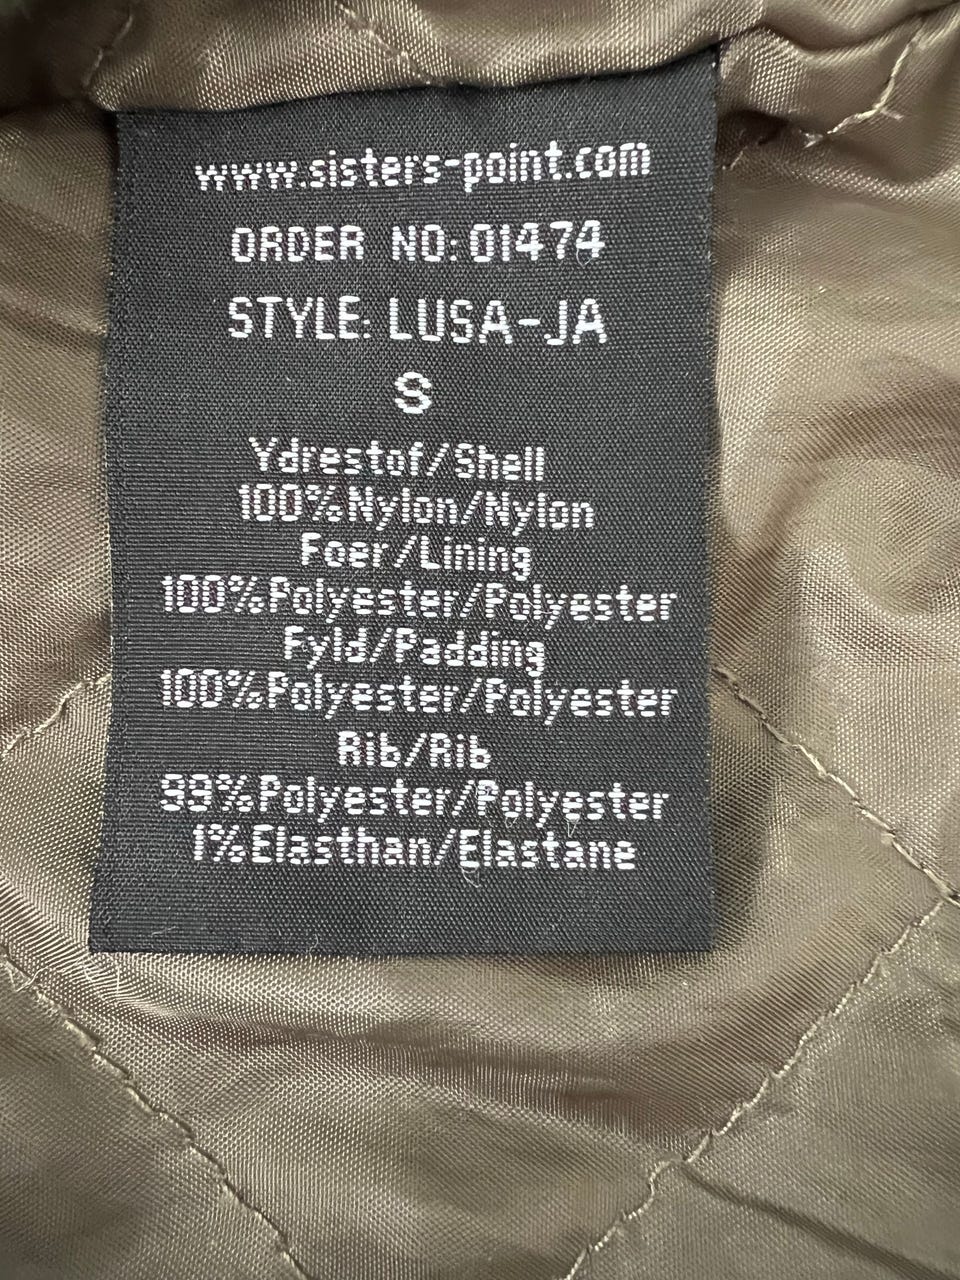 www.sisters-point.com
ORDER NO: 01474
STYLE: LUSA-JA
S
Ydrestof/Shell
100%Nylon/Nylon
Foer/Lining
100%Polyester/Polyester
Fyld/Padding
100%Polyester/Polyester
Rib/Rib
99%Polyester/Polyester
1%Elasthan/Elastane